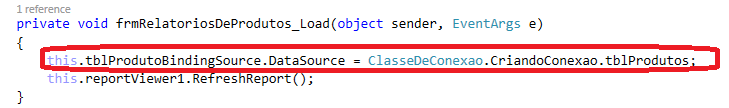 1 reference
private void frmRelatoriosDeProdutos_Load(object sender, EventArgs e)
{
this.tblProdutoBindingSource.DataSource = ClasseDeConexao.CriandoConexao.tblProdutos;
this.reportViewer1.RefreshReport();
}